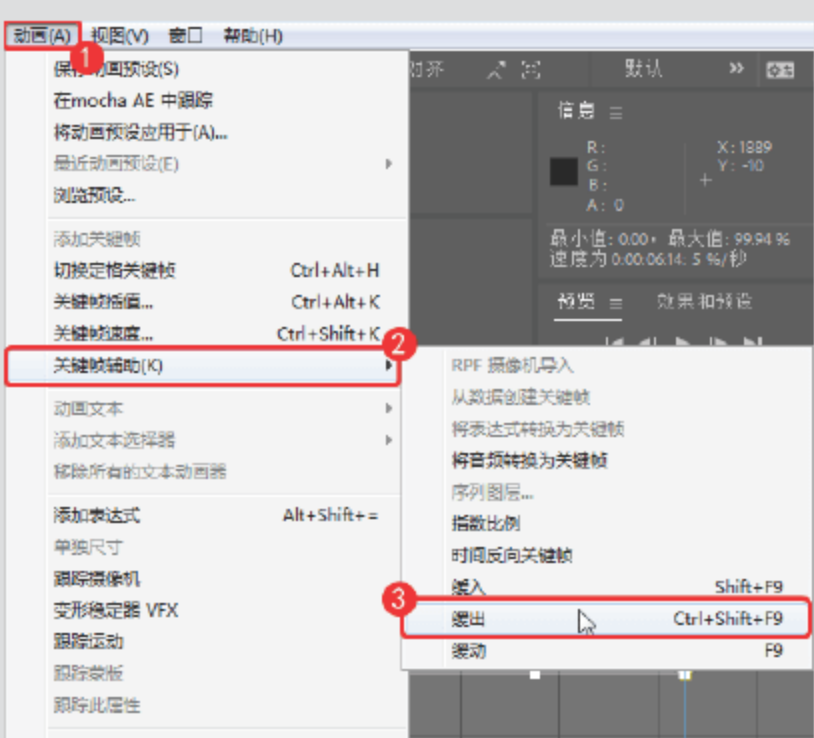 动画(A) 视图(V) 窗口 帮助(H)
1
保存动画预设(S)
在mocha AE 中跟踪
将动画预设应用于(A)...
最近动画预设(E)
浏览预设...
添加关键帧
切换定格关键帧 Ctrl+Alt+H
关键帧插值... Ctrl+Alt+K
关键帧速度... Ctrl+Shift+K
2
关键帧辅助(K)
动画文本
添加文本选择器
移除所有的文本动画器
添加表达式 Alt+Shift+=
单独尺寸
跟踪摄像机
变形稳定器 VFX
跟踪运动
跟踪蒙版
跟踪此属性
对齐 默认 »
信息
R:
G:
B:
A: 0
X: 1889
Y: -10
最小值: 0.00, 最大值: 99.94 %
速度为 0:00:06:14: 5 %/秒
预览 效果和预设
RPF 摄像机导入
从数据创建关键帧
将表达式转换为关键帧
将音频转换为关键帧
序列图层...
指数比例
时间反向关键帧
缓入 Shift+F9
3
缓出 Ctrl+Shift+F9
缓动 F9